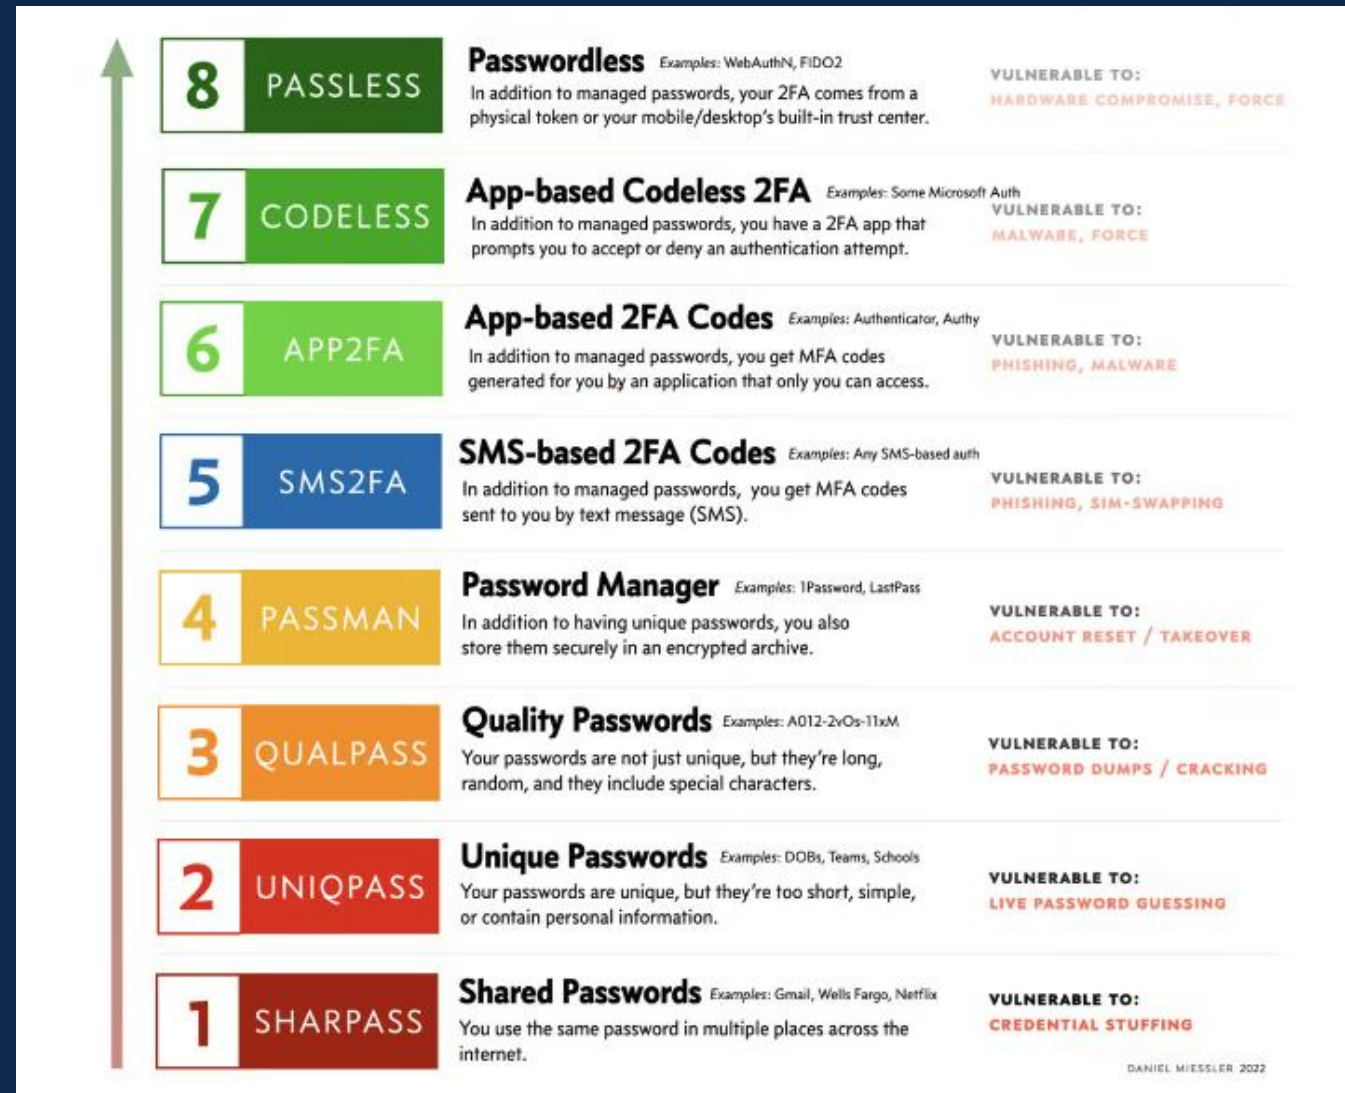 8 PASSLESS
Passwordless Examples: WebAuthN, FIDO2
In addition to managed passwords, your 2FA comes from a
physical token or your mobile/desktop's built-in trust center.
VULNERABLE TO:
HARDWARE COMPROMISE, FORCE
7 CODELESS
App-based Codeless 2FA Examples: Some Microsoft Auth
In addition to managed passwords, you have a 2FA app that
prompts you to accept or deny an authentication attempt.
VULNERABLE TO:
MALWARE, FORCE
6 APP2FA
App-based 2FA Codes Examples: Authenticator, Authy
In addition to managed passwords, you get MFA codes
generated for you by an application that only you can access.
VULNERABLE TO:
PHISHING, MALWARE
5 SMS2FA
SMS-based 2FA Codes Examples: Any SMS-based auth
In addition to managed passwords, you get MFA codes
sent to you by text message (SMS).
VULNERABLE TO:
PHISHING, SIM-SWAPPING
4 PASSMAN
Password Manager Examples: 1Password, LastPass
In addition to having unique passwords, you also
store them securely in an encrypted archive.
VULNERABLE TO:
ACCOUNT RESET / TAKEOVER
3 QUALPASS
Quality Passwords Examples: A012-2vOs-11xM
Your passwords are not just unique, but they're long,
random, and they include special characters.
VULNERABLE TO:
PASSWORD DUMPS / CRACKING
2 UNIQPASS
Unique Passwords Examples: DOBs, Teams, Schools
Your passwords are unique, but they're too short, simple,
or contain personal information.
VULNERABLE TO:
LIVE PASSWORD GUESSING
1 SHARPASS
Shared Passwords Examples: Gmail, Wells Fargo, Netflix
You use the same password in multiple places across the
internet.
VULNERABLE TO:
CREDENTIAL STUFFING
DANIEL MIESSLER 2022